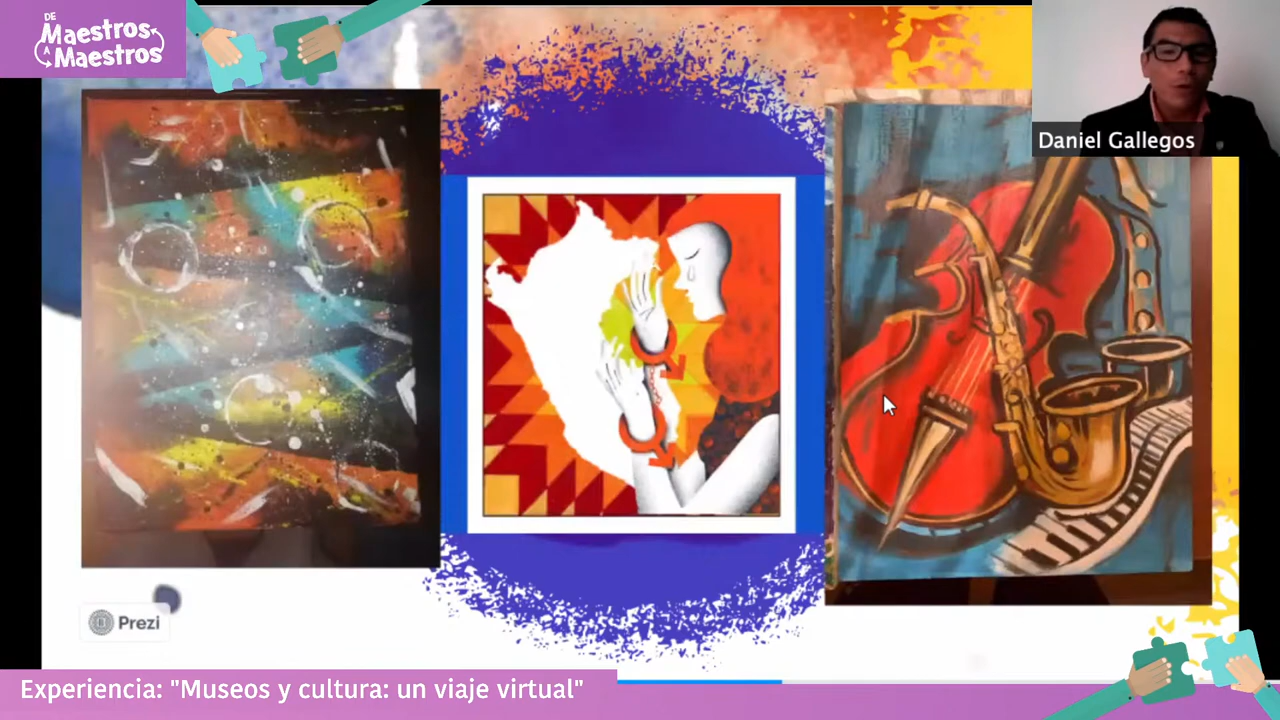 DE
Maestros
A
Maestros
Daniel Gallegos
Prezi
Experiencia: "Museos y cultura: un viaje virtual"